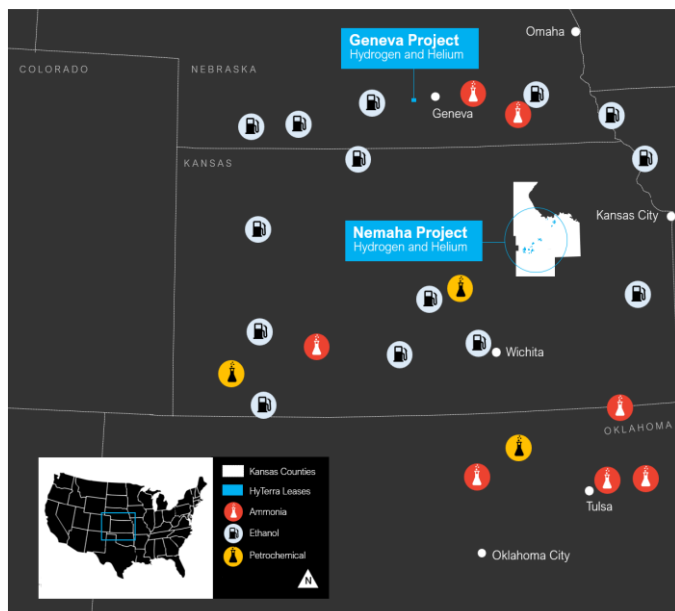 Geneva Project
Hydrogen and Helium
Omaha
COLORADO
NEBRASKA
Geneva
KANSAS
Kansas City
Nemaha Project
Hydrogen and Helium
Wichita
OKLAHOMA
Tulsa
Oklahoma City
Kansas Counties
HyTerra Leases
Ammonia
Ethanol
Petrochemical
N